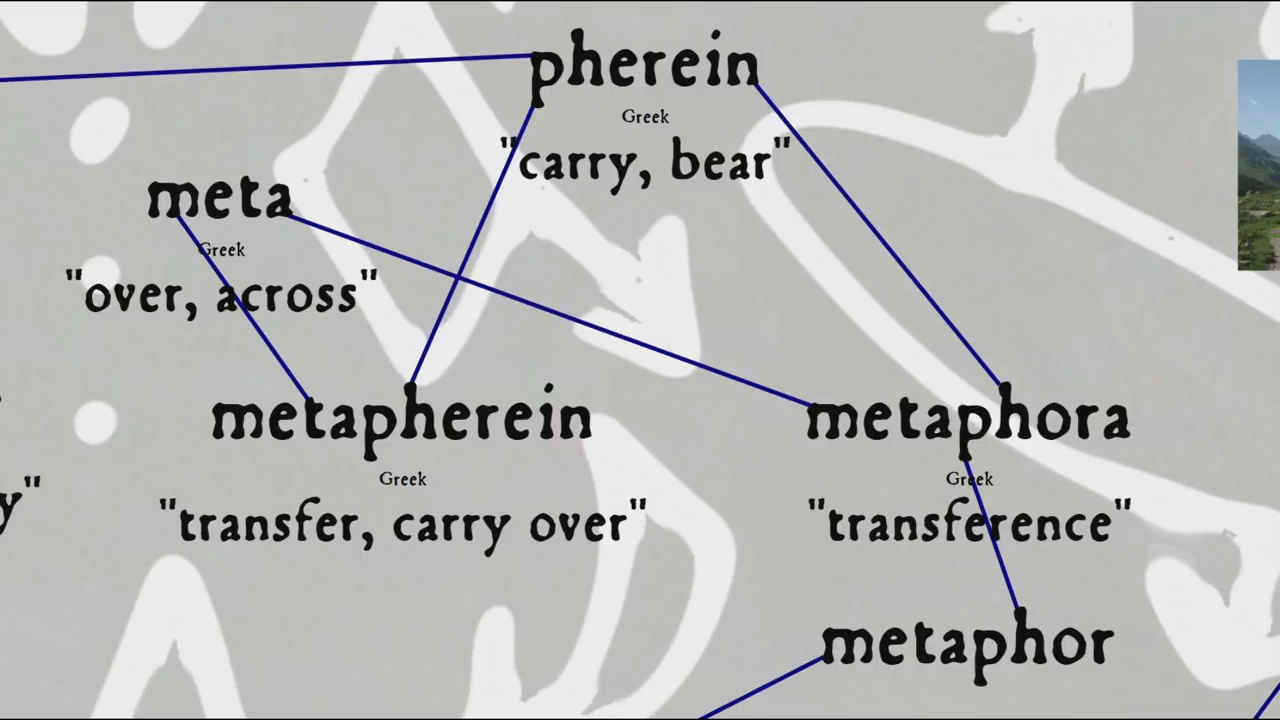 pherein
Greek
"carry, bear"
meta
Greek
"over, across"
metapherein
Greek
"transfer, carry over"
metaphora
Greek
"transference"
y"
metaphor